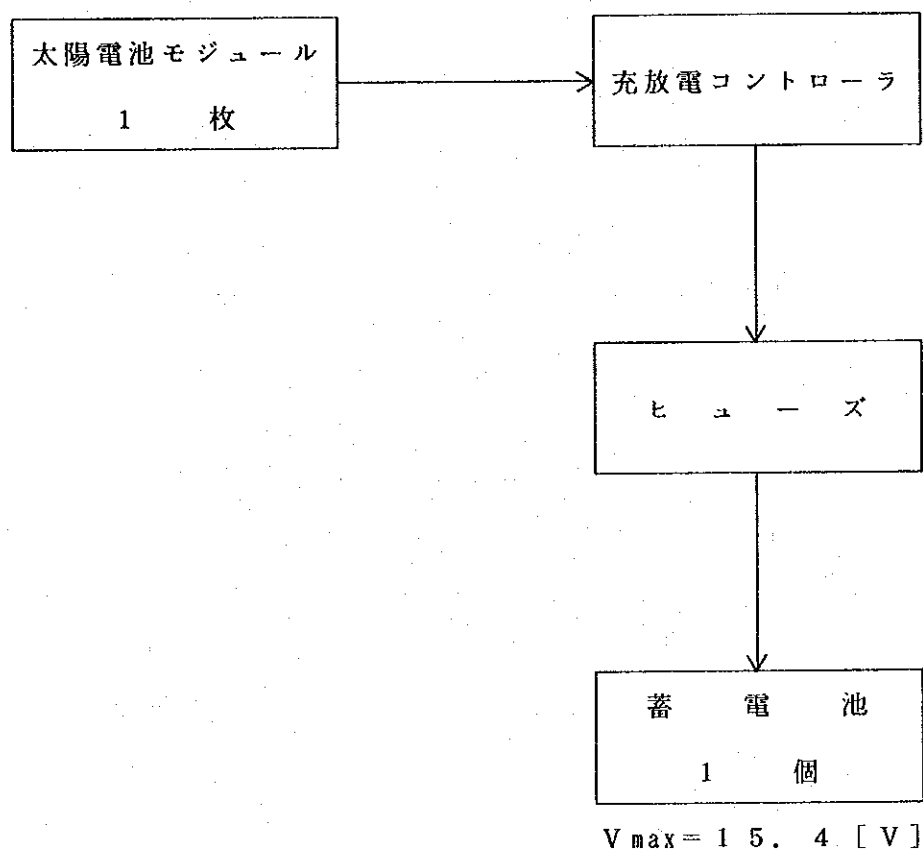 太陽電池モジュール
1 枚
充放電コントローラ
ヒューズ
蓄電池
1 個
Vmax=15.4[V]